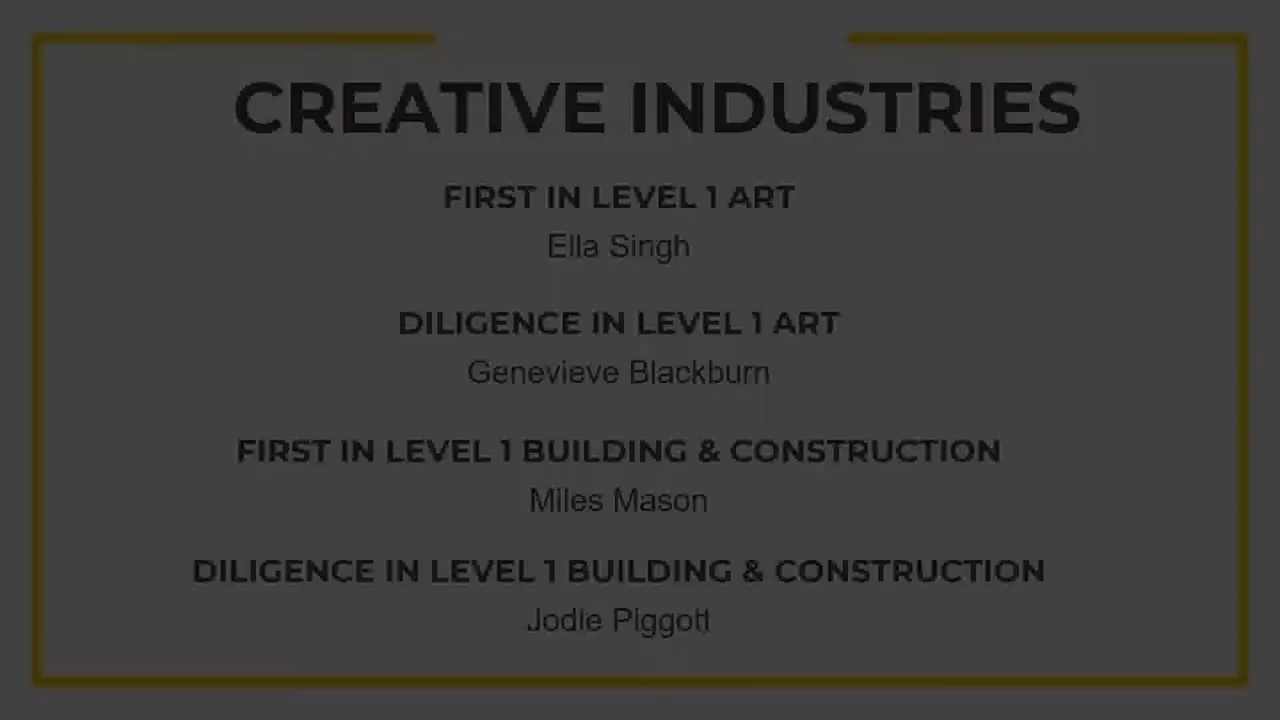 CREATIVE INDUSTRIES
FIRST IN LEVEL 1 ART
Ella Singh
DILIGENCE IN LEVEL 1 ART
Genevieve Blackburn
FIRST IN LEVEL 1 BUILDING & CONSTRUCTION
Miles Mason
DILIGENCE IN LEVEL 1 BUILDING & CONSTRUCTION
Jodie Piggott